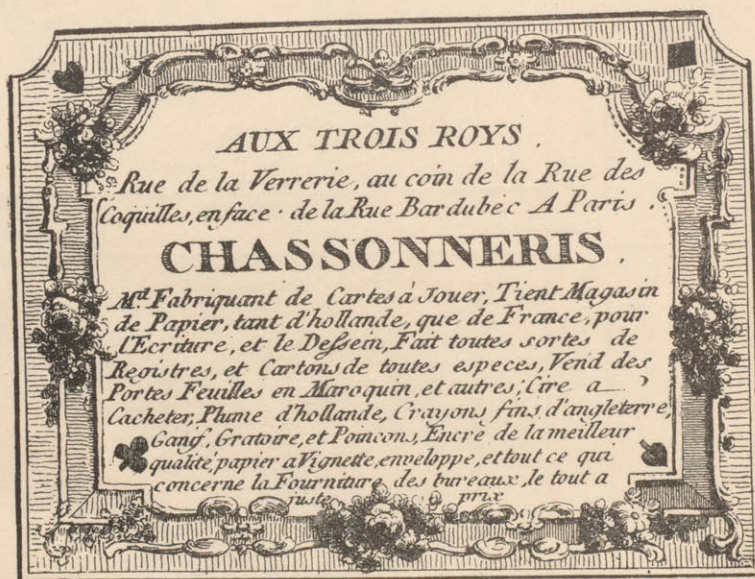 AUX TROIS ROYS.
Rue de la Verrerie, au coin de la Rue des
Coquilles, en face de la Rue Bardubec A Paris.
CHASSONNERIS.
M.d Fabriquant de Cartes à Jouer, Tient Magasin
de Papier, tant d'hollande, que de France, pour
l'Ecriture, et le Dessein, Fait toutes sortes de
Registres, et Cartons de toutes especes, Vend des
Portes Feuilles en Maroquin, et autres, Cire a
Cacheter, Plume d'hollande, Crayons fins d'angleterre,
Ganif, Gratoire, et Poincons, Encre de la meilleur
qualité, papier a Vignette, enveloppe, et tout ce qui
concerne la Fourniture des bureaux, le tout a
juste prix